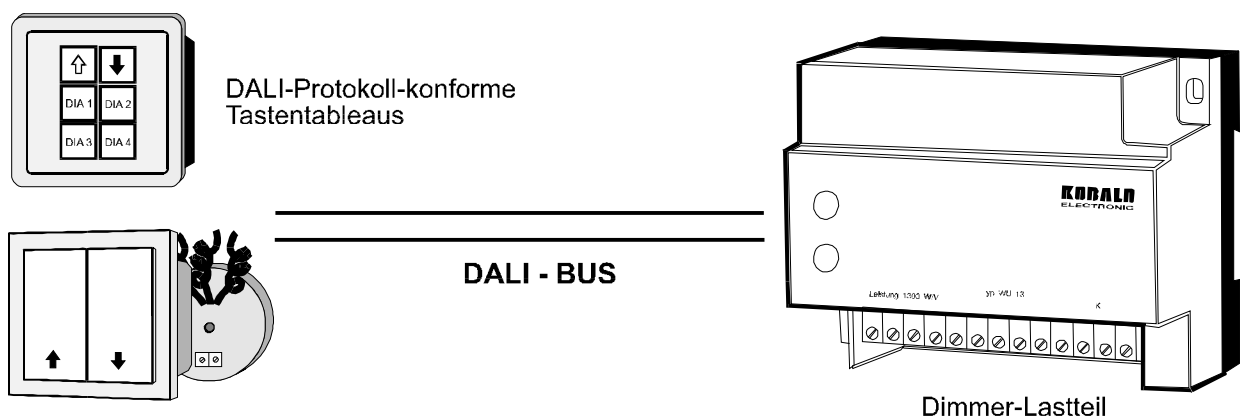 DIA 1 DIA 2
DIA 3 DIA 4
DALI-Protokoll-konforme
Tastentableaus
DALI - BUS
KOBALD
ELECTRONIC
Leistung 1300
Dimmer-Lastteil